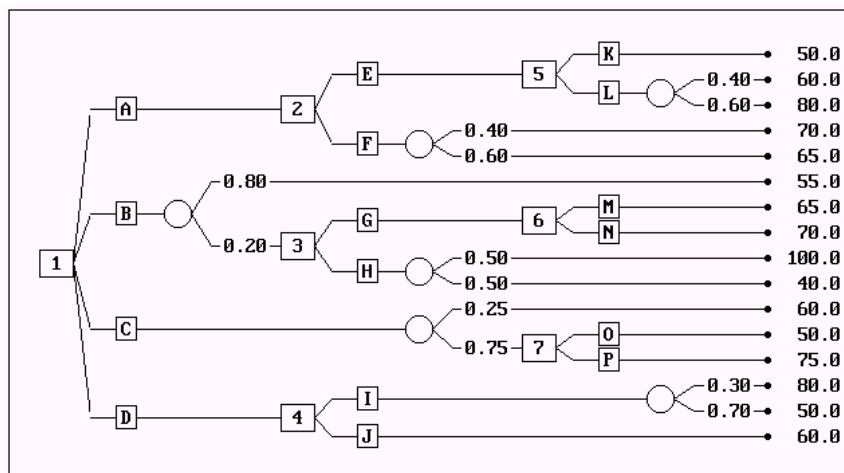 K 50.0
E 5 0.40 60.0
L 0.60 80.0
A 2
F 0.40 70.0
0.60 65.0
0.80 55.0
B G 6 M 65.0
N 70.0
0.20 3 0.50 100.0
1 H 0.50 40.0
0.25 60.0
C O 50.0
0.75 7 P 75.0
I 0.30 80.0
D 4 0.70 50.0
J 60.0